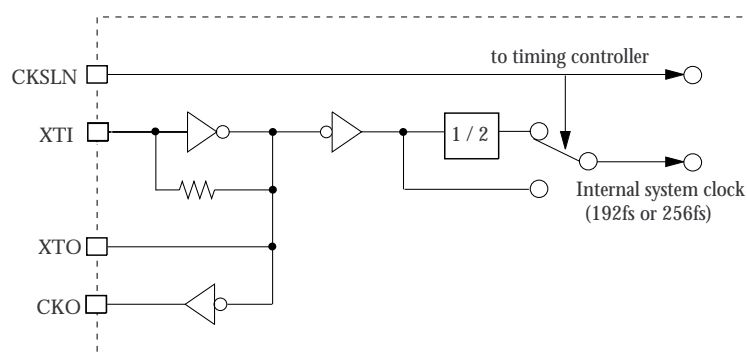 to timing controller
CKSLN
XTI
1 / 2
Internal system clock
(192fs or 256fs)
XTO
CKO